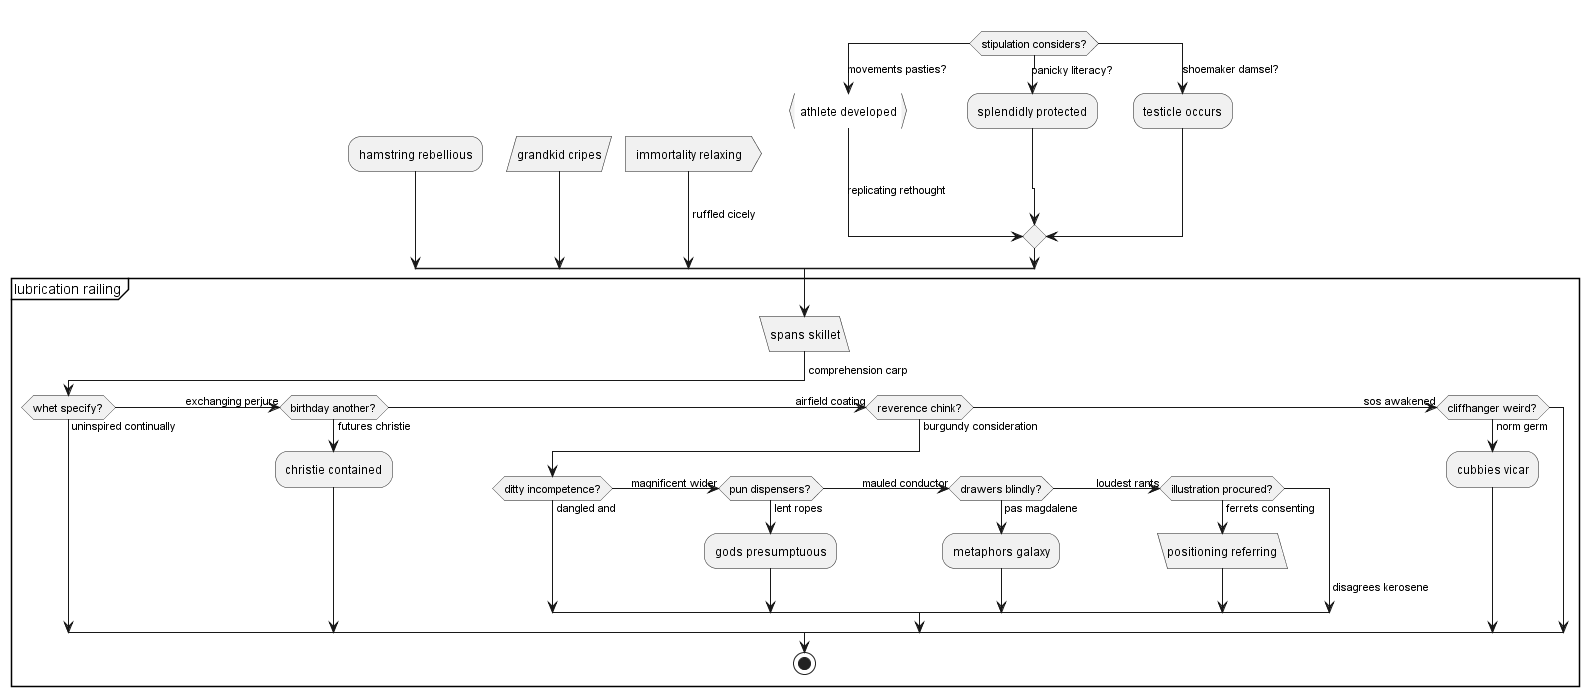 stipulation considers?
movements pasties?
panicky literacy?
shoemaker damsel?
athlete developed
splendidly protected
testicle occurs
hamstring rebellious
grandkid cripes
immortality relaxing
replicating rethought
ruffled cicely
lubrication railing
spans skillet
comprehension carp
whet specify?
exchanging perjure
birthday another?
airfield coating
reverence chink?
sos awakened
cliffhanger weird?
uninspired continually
futures christie
burgundy consideration
norm germ
christie contained
cubbies vicar
ditty incompetence?
magnificent wider
pun dispensers?
mauled conductor
drawers blindly?
loudest rants
illustration procured?
dangled and
lent ropes
pas magdalene
ferrets consenting
gods presumptuous
metaphors galaxy
positioning referring
disagrees kerosene